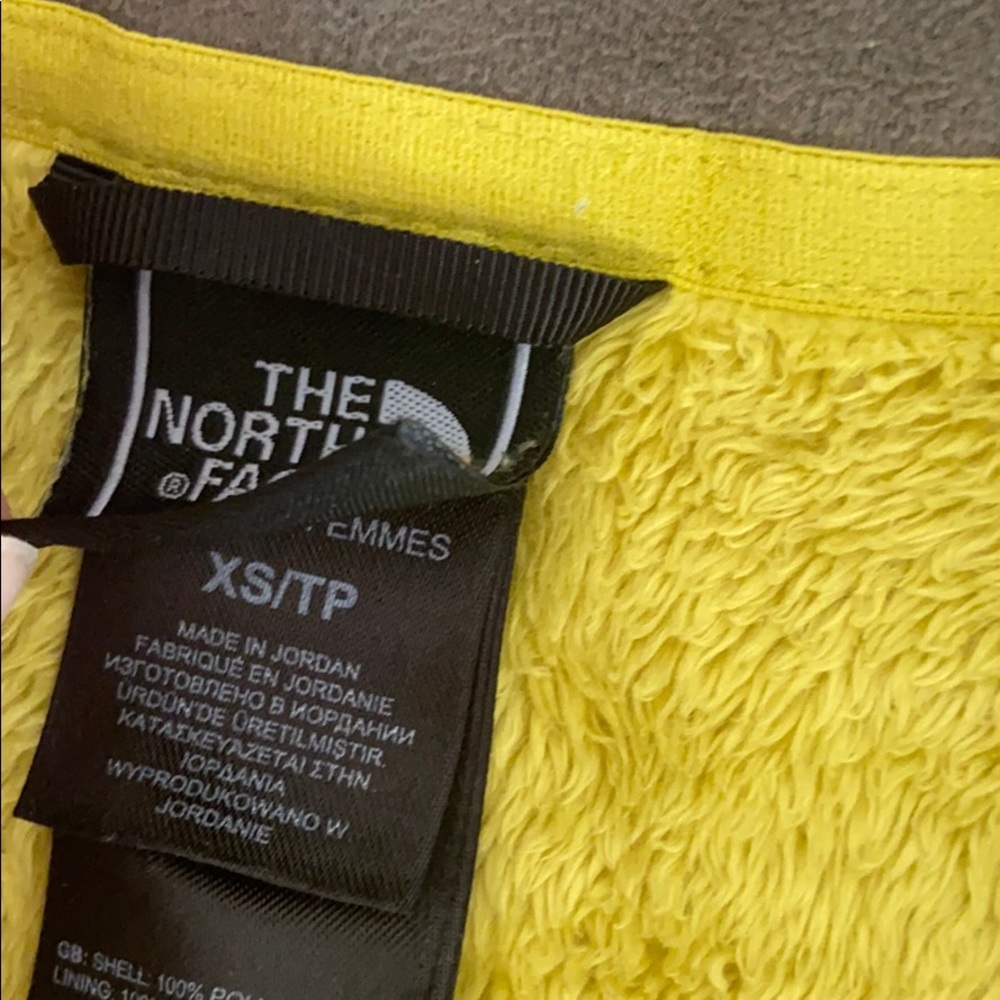 THE
NORTH
®FA
EMMES
XS/TP
MADE IN JORDAN
FABRIQUÉ EN JORDANIE
ИЗГОТОВЛЕНО В ИОРДАНИИ
ÜRDÜN'DE ÜRETILMIŞTIR.
ΚΑΤΑΣΚΕΥΑΖΕΤΑΙ ΣΤΗΝ
ΙΟΡΔΑΝΙΑ
WYPRODUKOWANO W
JORDANIE
GB: SHELL: 100%
LINING: